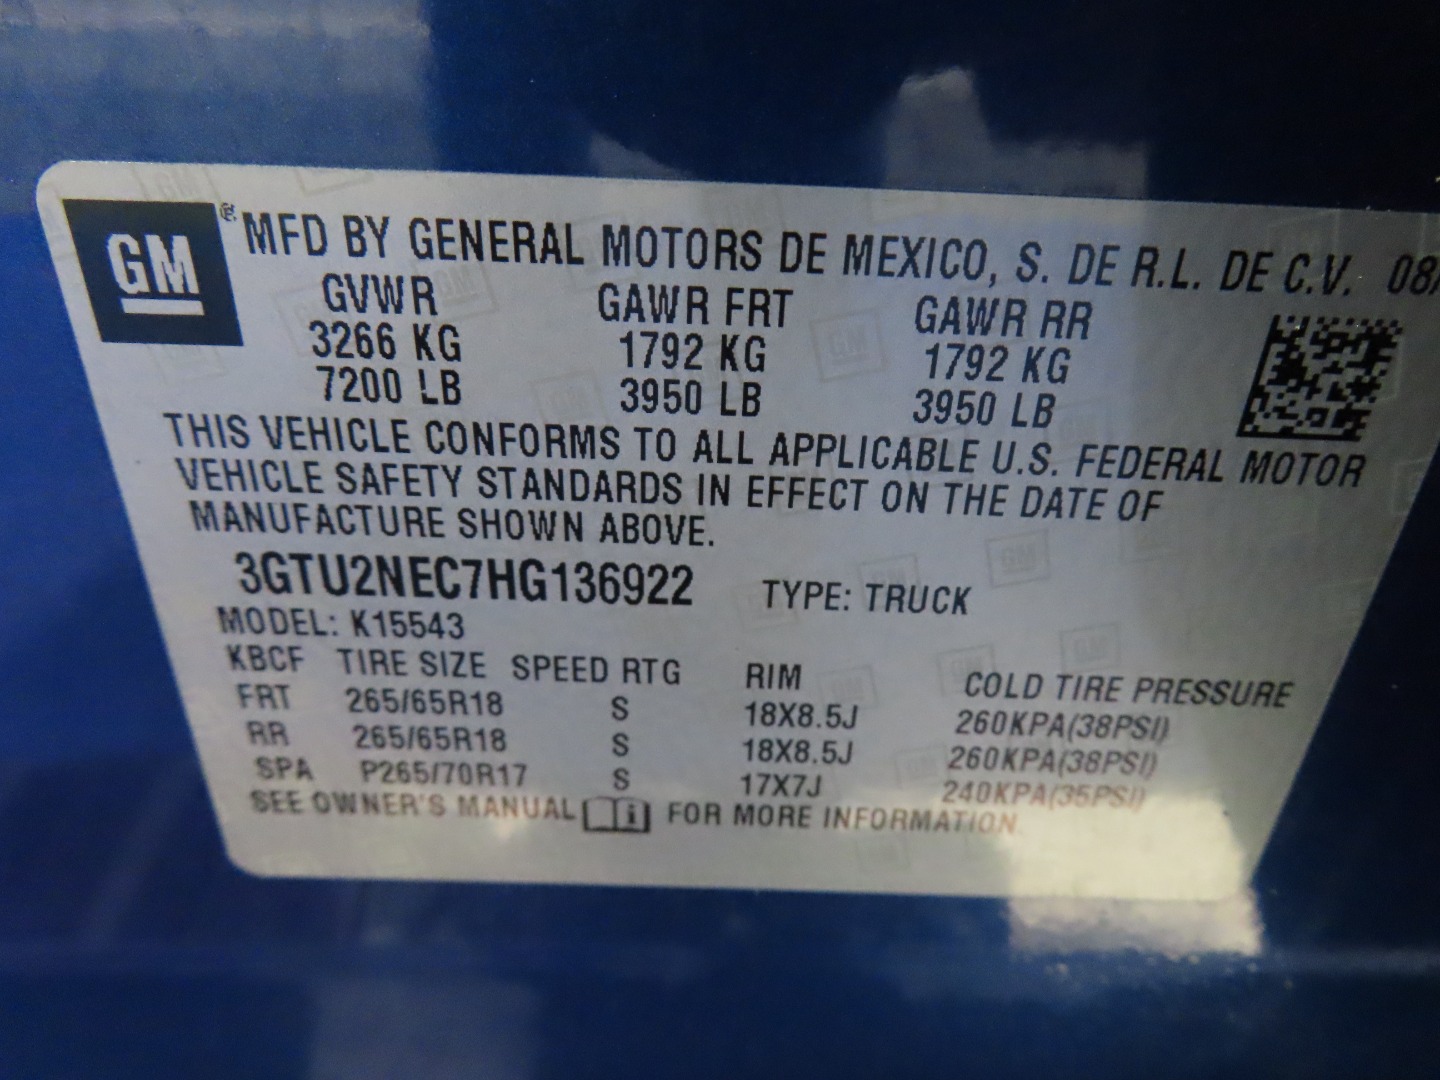 GM ® MFD BY GENERAL MOTORS DE MEXICO, S. DE R.L. DE C.V. 08/
GVWR GAWR FRT GAWR RR
3266 KG 1792 KG 1792 KG
7200 LB 3950 LB 3950 LB
THIS VEHICLE CONFORMS TO ALL APPLICABLE U.S. FEDERAL MOTOR
VEHICLE SAFETY STANDARDS IN EFFECT ON THE DATE OF
MANUFACTURE SHOWN ABOVE.
3GTU2NEC7HG136922 TYPE: TRUCK
MODEL: K15543
KBCF TIRE SIZE SPEED RTG RIM COLD TIRE PRESSURE
FRT 265/65R18 S 18X8.5J 260KPA(38PSI)
RR 265/65R18 S 18X8.5J 260KPA(38PSI)
SPA P265/70R17 S 17X7J 240KPA(35PSI)
SEE OWNER'S MANUAL FOR MORE INFORMATION